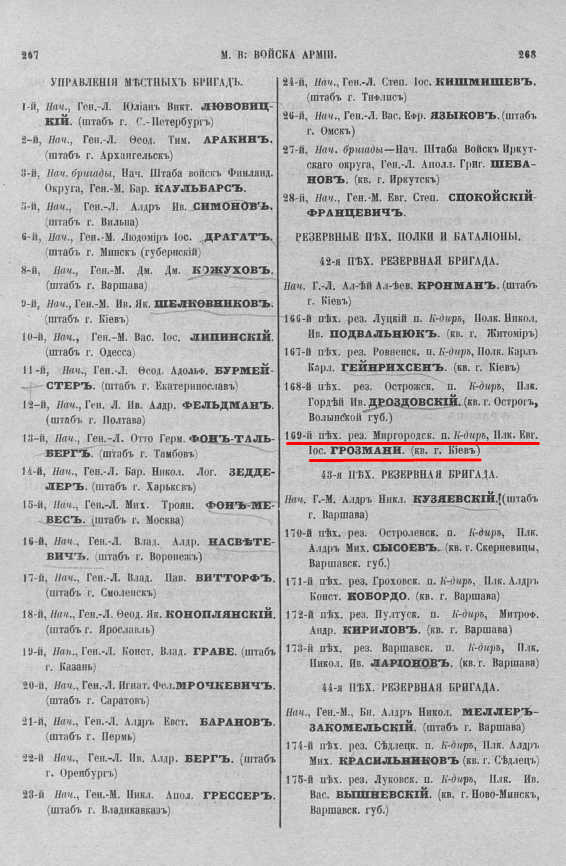 267
М. В: ВОЙСКА АРМІИ.
268
УПРАВЛЕНІЯ МѢСТНЫХЪ БРИГАДЪ.
1-й, Нач., Ген.-Л. Юліанъ Викт. ЛЮБОВИЦ-
КІЙ. (штабъ г. С.-Петербургъ)
2-й, Нач., Ген.-Л. Ѳеод. Тим. АРАКИНЪ.
(штабъ г. Архангельскъ)
3-й, Нач. бригады, Нач. Штаба войскъ Финлянд.
Округа, Ген.-М. Бар. КАУЛЬБАРСЪ.
5-й, Нач., Ген.-Л. Алдръ Ив. СИМОНОВЪ.
(штабъ г. Вильна)
6-й, Нач., Ген.-М. Людоміръ Іос. ДРАГАТЪ.
(штабъ г. Минскъ (губернскій)
8-й, Нач., Ген.-М. Дм. Дм. КОЖУХОВЪ.
(штабъ г. Варшава)
9-й, Нач., Ген.-М. Ив. Як. ШЕЛКОВНИКОВЪ.
(штабъ г. Кіевъ)
10-й, Нач., Ген.-М. Вас. Іос. ЛИПИНСКІЙ.
(штабъ г. Одесса)
11-й, Нач., Ген.-Л. Ѳеод. Адольф. БУРМЕЙ-
СТЕРЪ. (штабъ г. Екатеринославъ)
12-й, Нач., Ген. Л. Ив. Алдр. ФЕЛЬДМАНЪ.
(штабъ г. Полтава)
13-й, Нач., Ген.-Л. Отто Герм. ФОНЪ-ТАЛЬ-
БЕРГЪ. (штабъ г. Тамбовъ)
14-й, Нач., Ген.-Л. Бар. Никол. Лог. ЗЕДДЕ-
ЛЕРЪ. (штабъ г. Харьковъ)
15-й, Нач., Ген.-Л. Мих. Троян. ФОНЪ-МЕ-
ВЕСЪ. (штабъ г. Москва)
16-й, Нач., Ген.-Л. Влад. Алдр. НАСВѢТЕ-
ВИЧЪ. (штабъ г. Воронежъ)
17-й, Нач., Ген.-Л. Влад. Пав. ВИТТОРФЪ.
(штабъ г. Смоленскъ)
18-й, Нач., Ген.-Л. Ѳеод. Як. КОНОПЛЯНСКІЙ.
(штабъ г. Ярославль)
19-й, Нач., Ген.-Л. Конст. Влад. ГРАВЕ. (штабъ
г. Казань)
20-й, Нач., Ген.-Л. Игнат. Фел. МРОЧКЕВИЧЪ.
(штабъ г. Саратовъ)
21-й, Нач., Ген.-Л. Алдръ Евст. БАРАНОВЪ.
(штабъ г. Пермь)
22-й Нач., Ген.-Л. Ив. Алдр. БЕРГЪ. (штабъ
г. Оренбургъ)
23-й Нач., Ген.-М. Никл. Апол. ГРЕССЕРЪ.
(штабъ г. Владикавказъ)
24-й, Нач., Ген.-Л. Степ. Іос. КИШМИШЕВЪ.
(штабъ г. Тифлисъ)
26-й, Нач., Ген.-Л. Вас. Ефр. ЯЗЫКОВЪ. (штабъ
г. Омскъ)
27-й, Нач. бригады—Нач. Штаба Войскъ Иркут-
скаго округа, Ген.-Л. Аполл. Григ. ШЕВА-
НОВЪ. (кв. г. Иркутскъ)
28-й, Нач., Ген.-М. Евг. Степ. СПОКОЙСКІЙ-
ФРАНЦЕВИЧЪ.
РЕЗЕРВНЫЕ ПѢХ. ПОЛКИ И БАТАЛІОНЫ.
42-я ПѢХ. РЕЗЕРВНАЯ БРИГАДА.
Нач. Г.-Л. Ал-ѣй Ал-ѣев. КРОНМАНЪ. (штабъ
г. Кіевъ)
166-й пѣх. рез. Луцкій п. К-диръ, Полк. Никол.
Ив. ПОДВАЛЬНЮКЪ. (кв. г. Житоміръ)
167-й пѣх. рез. Ровненск. п. К-диръ, Полк. Карлъ
Карл. ГЕЙНРИХСЕНЪ. (кв. г. Кіевъ)
168-й пѣх. рез. Острожск. п. К-диръ, Плк.
Гордѣй Ив. ДРОЗДОВСКІЙ. (кв. г. Острогъ,
Волынской губ.)
169-й пѣх. рез. Миргородск. п. К-диръ, Плк. Евг.
Іос. ГРОЗМАНИ. (кв. г. Кіевъ)
43-я ПѢХ. РЕЗЕРВНАЯ БРИГАДА.
Нач. Г.-М. Алдръ Никл. КУЗЯЕВСКІЙ. (штабъ
г. Варшава)
170-й пѣх. рез. Остроленск. п. К-диръ, Плк.
Алдръ Мих. СЫСОЕВЪ. (кв. г. Скерневицы,
Варшавск. губ.)
171-й пѣх. рез. Гроховск. п. К-диръ, Плк. Алдръ
Конст. КОБОРДО. (кв. г. Варшава)
172-й пѣх. рез. Пултуск. п. К-диръ, Митроф.
Андр. КИРИЛОВЪ. (кв. г. Варшава)
173-й пѣх. рез. Варшавск. п. К-диръ, Плк.
Никол. Ив. ЛАРІОНОВЪ. (кв. г. Варшава)
44-я ПѢХ. РЕЗЕРВНАЯ БРИГАДА.
Нач., Ген.-М., Бн. Алдръ Никол. МЕЛЛЕРЪ-
ЗАКОМЕЛЬСКІЙ. (штабъ г. Варшава)
174-й пѣх. рез. Сѣдлецк. п. К-диръ, Плк. Алдръ
Мих. КРАСИЛЬНИКОВЪ (кв. г. Сѣдлецъ)
175-й пѣх. рез. Луковск. п. К-диръ, Плк. Ив.
Вас. ВЫШНЕВСКІЙ. (кв. г. Ново-Минскъ,
Варшавск. губ.)